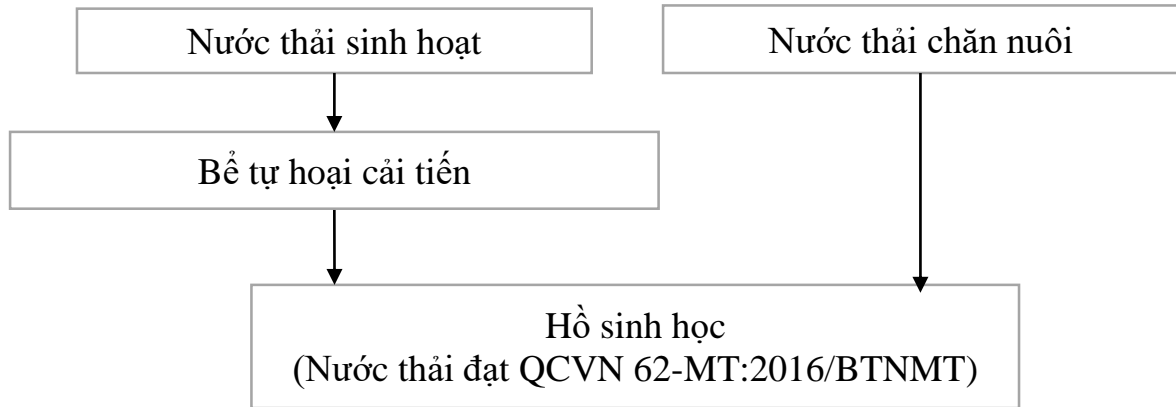 Nước thải sinh hoạt
Nước thải chăn nuôi
Bể tự hoại cải tiến
Hồ sinh học
(Nước thải đạt QCVN 62-MT:2016/BTNMT)